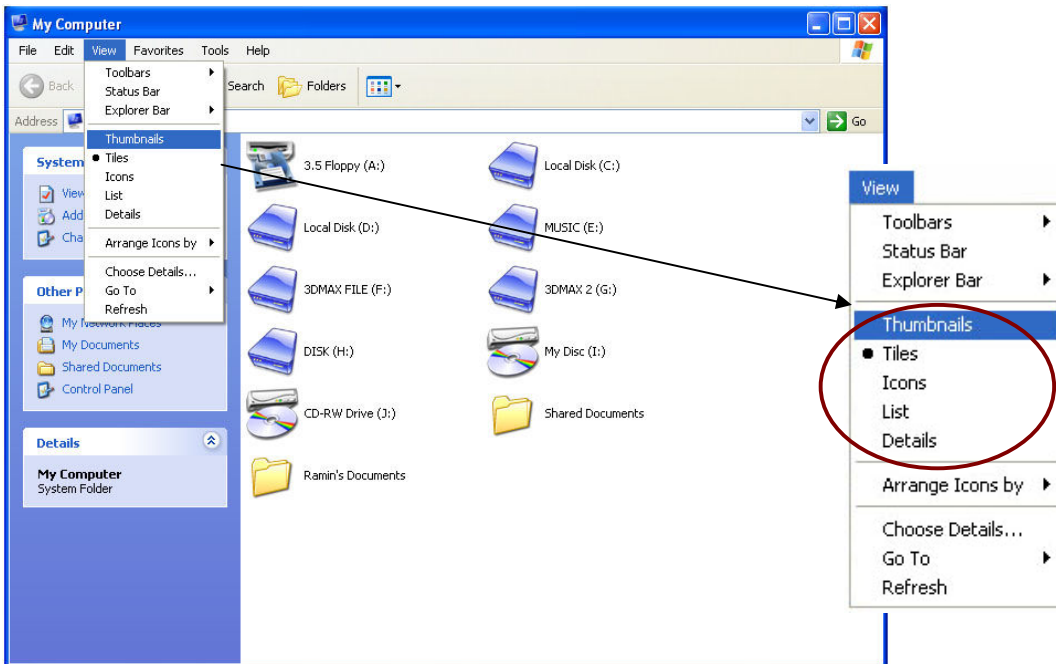 My Computer
File Edit View Favorites Tools Help
Back Search Folders
Address Go
Toolbars
Status Bar
Explorer Bar
Thumbnails
Tiles
Icons
List
Details
Arrange Icons by
Choose Details...
Go To
Refresh
System
View
Add
Cha
Other P
My Network Places
My Documents
Shared Documents
Control Panel
Details
My Computer
System Folder
3.5 Floppy (A:) Local Disk (C:)
Local Disk (D:) MUSIC (E:)
3DMAX FILE (F:) 3DMAX 2 (G:)
DISK (H:) My Disc (I:)
CD-RW Drive (J:) Shared Documents
Ramin's Documents
View
Toolbars
Status Bar
Explorer Bar
Thumbnails
Tiles
Icons
List
Details
Arrange Icons by
Choose Details...
Go To
Refresh